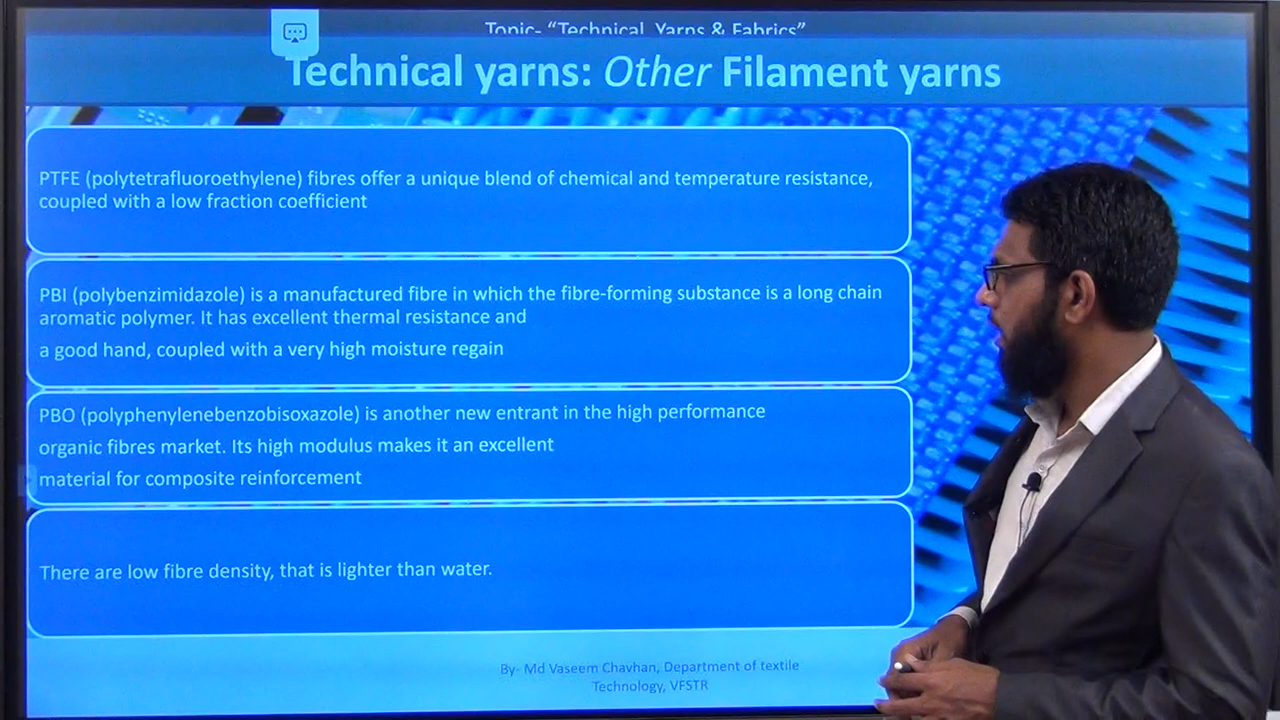 Topic- “Technical Yarns & Fabrics”
Technical yarns: Other Filament yarns
PTFE (polytetrafluoroethylene) fibres offer a unique blend of chemical and temperature resistance,
coupled with a low fraction coefficient
PBI (polybenzimidazole) is a manufactured fibre in which the fibre-forming substance is a long chain
aromatic polymer. It has excellent thermal resistance and
a good hand, coupled with a very high moisture regain
PBO (polyphenylenebenzobisoxazole) is another new entrant in the high performance
organic fibres market. Its high modulus makes it an excellent
material for composite reinforcement
There are low fibre density, that is lighter than water.
By- Md Vaseem Chavhan, Department of textile
Technology, VFSTR